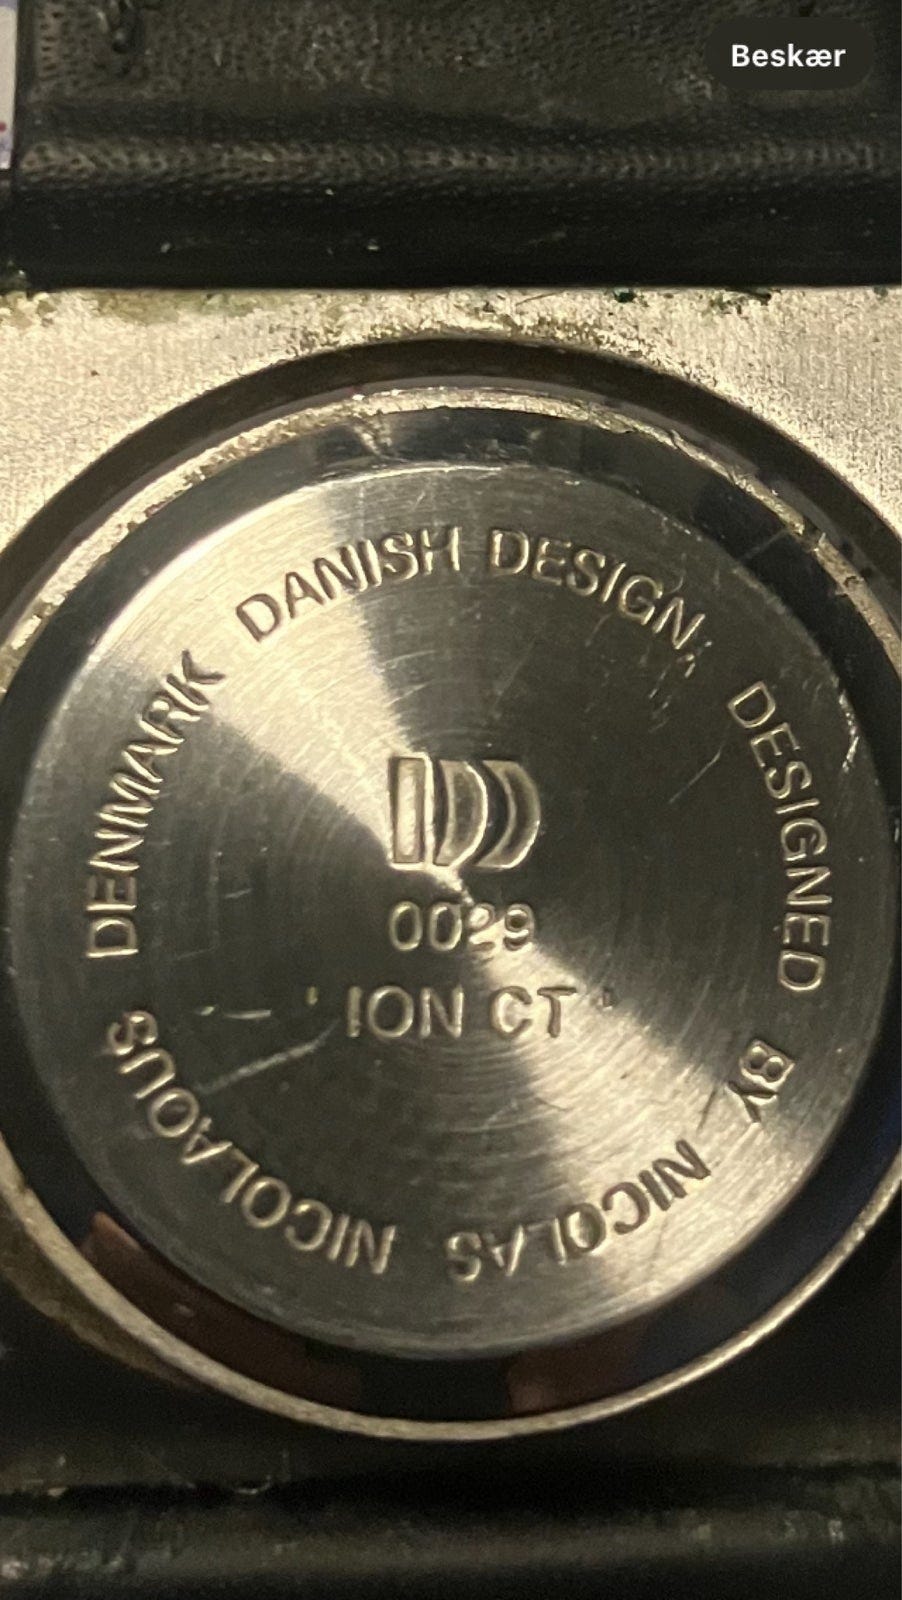 Beskær
DENMARK DANISH DESIGN, DESIGNED BY NICOLAS NICOLAOUS
0029
' ION CT '